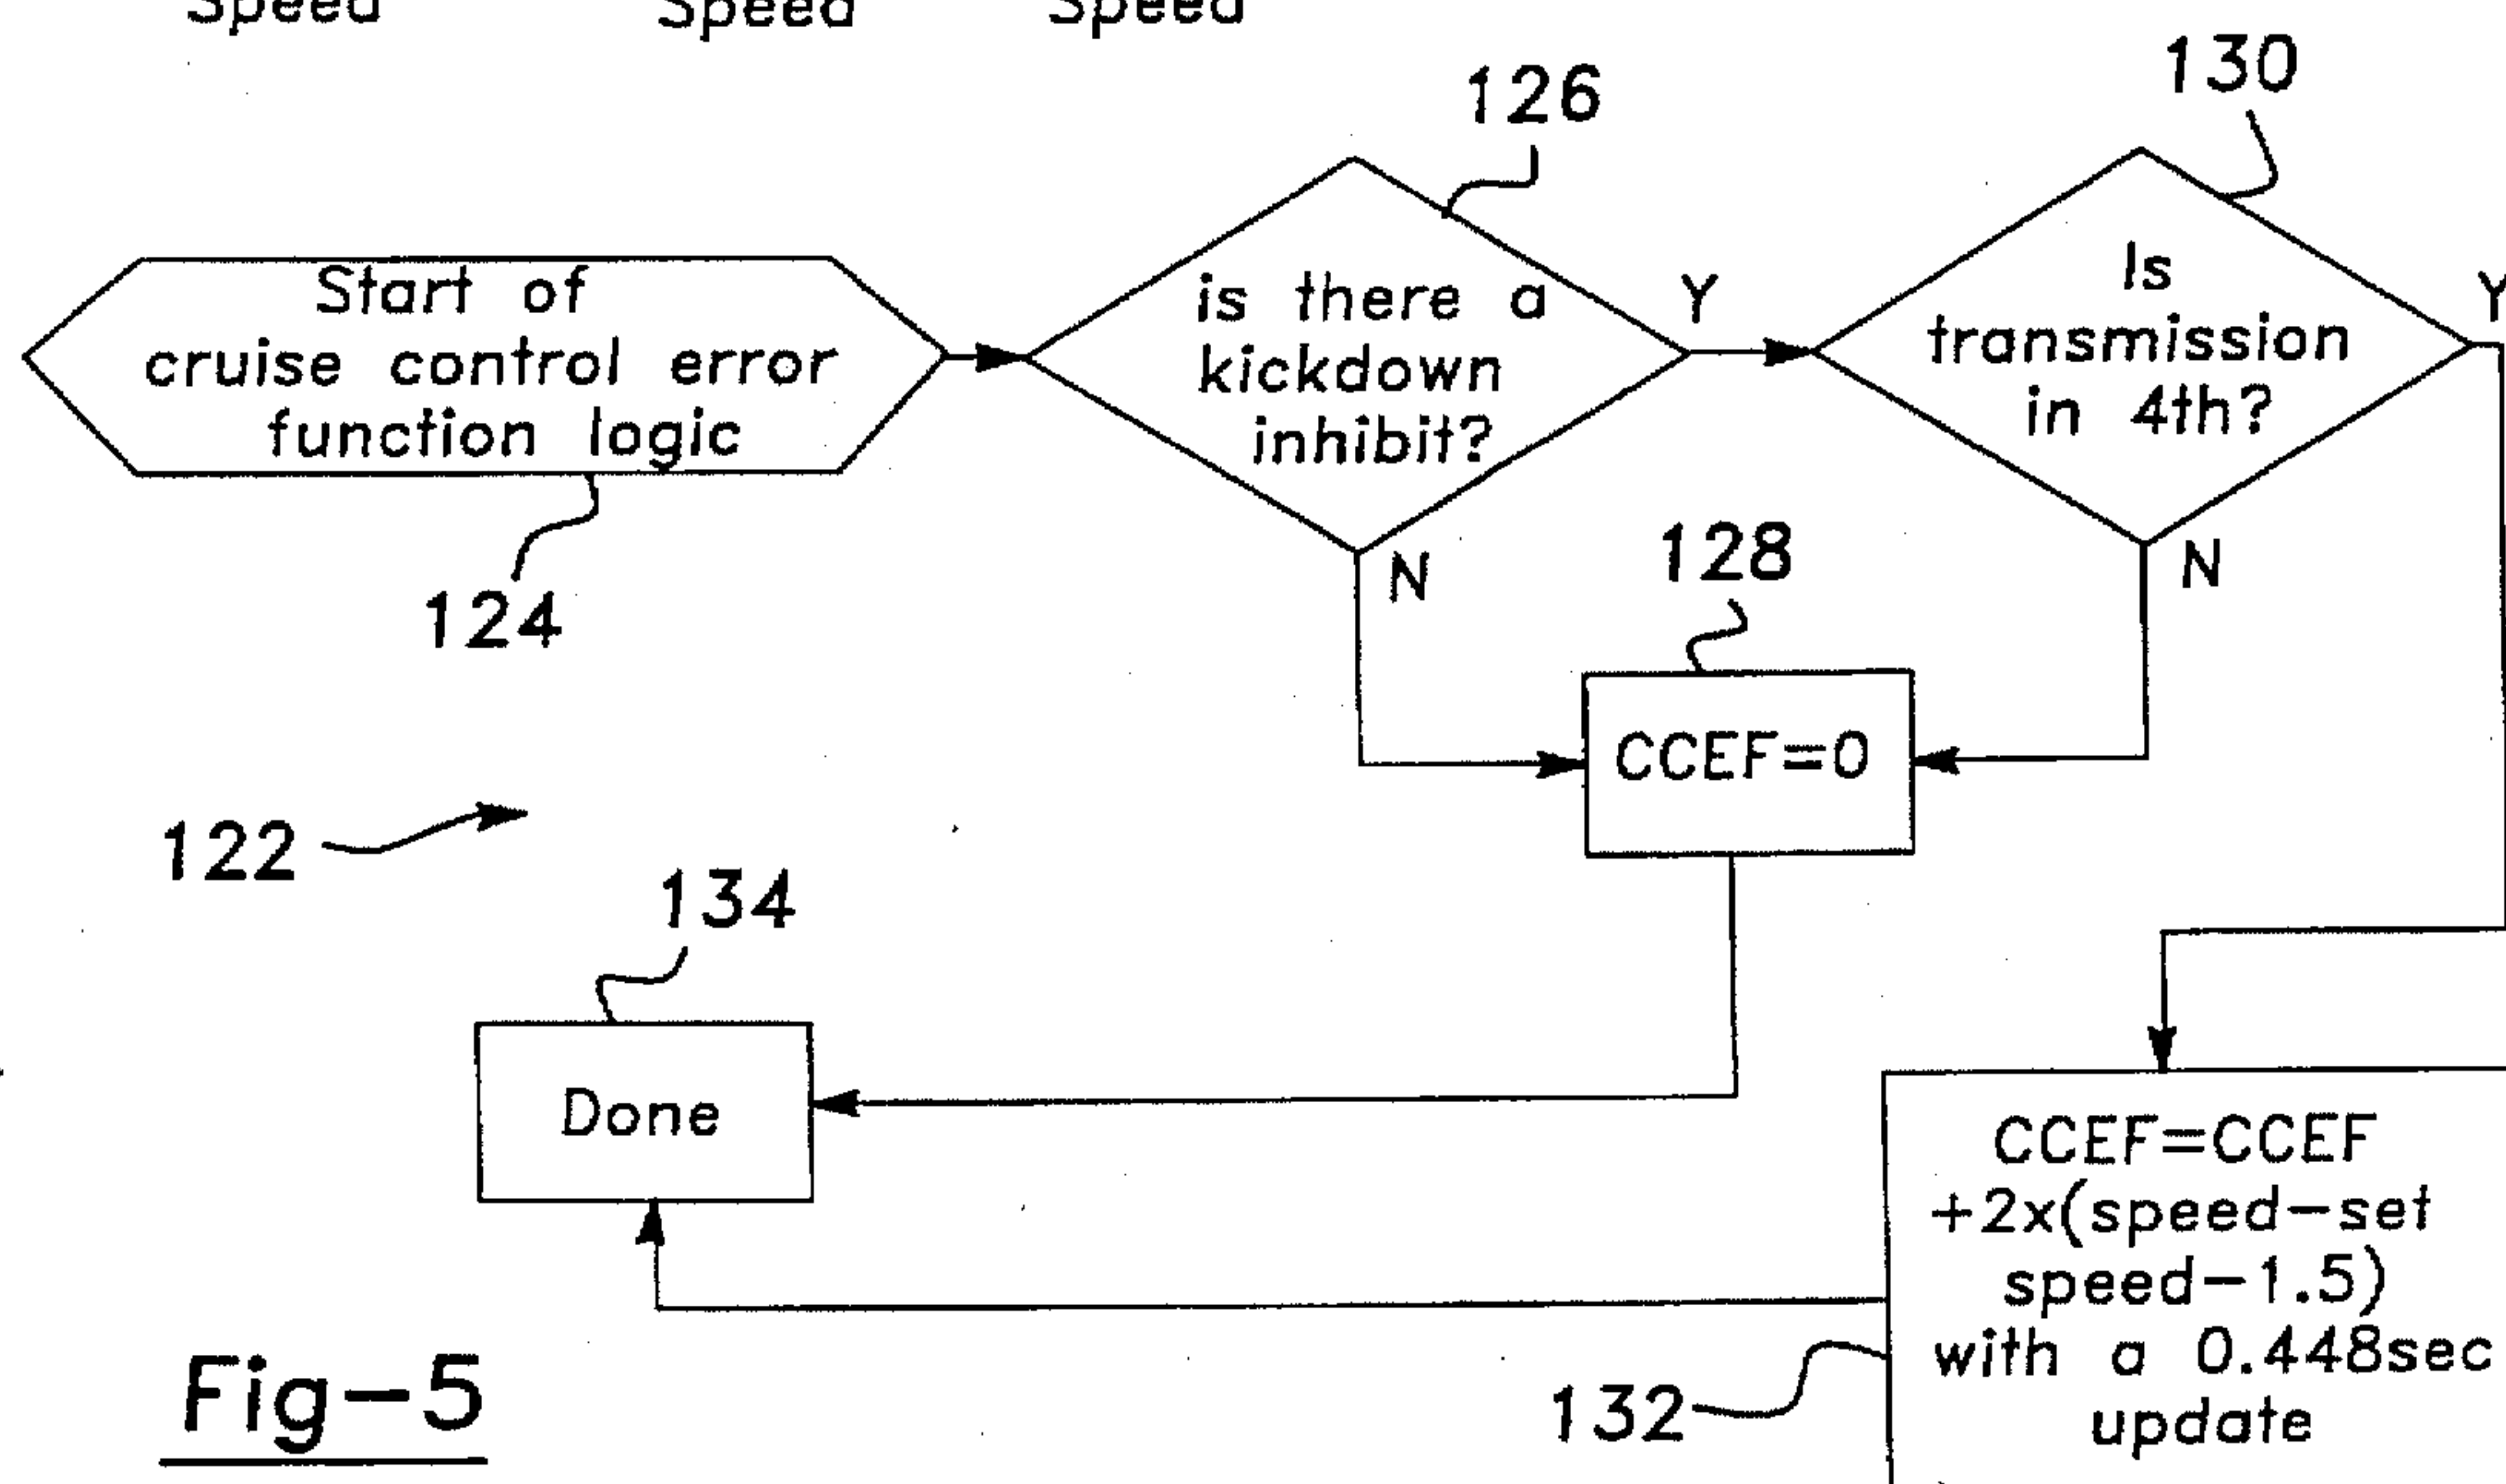 Speed Speed Speed
126
130
Start of
cruise control error
function logic
is there a
kickdown
inhibit?
Y
Is
transmission
in 4th?
Y
124
N
128
N
CCEF=0
122
134
Done
CCEF=CCEF
+2x(speed-set
speed-1.5)
with a 0.448sec
update
132
Fig-5